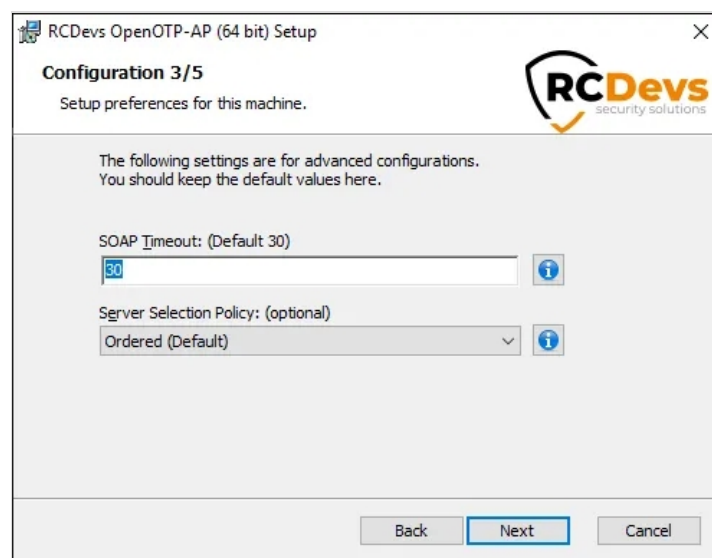 RCDevs OpenOTP-AP (64 bit) Setup
Configuration 3/5
Setup preferences for this machine.
RCDevs
security solutions
The following settings are for advanced configurations.
You should keep the default values here.
SOAP Timeout: (Default 30)
30
Server Selection Policy: (optional)
Ordered (Default)
Back Next Cancel